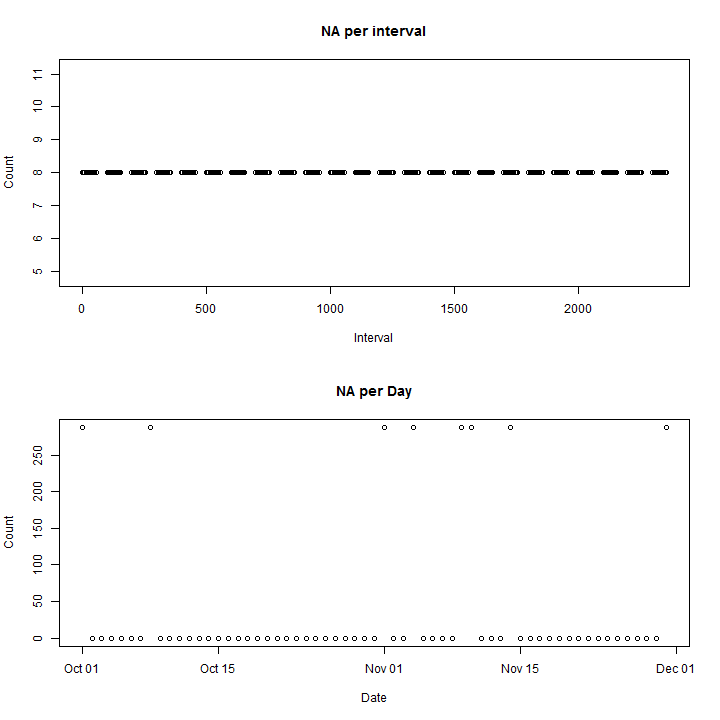 NA per interval
11
10
9
8
7
6
5
Count
0 500 1000 1500 2000
Interval
NA per Day
250
200
150
100
50
0
Count
Oct 01 Oct 15 Nov 01 Nov 15 Dec 01
Date